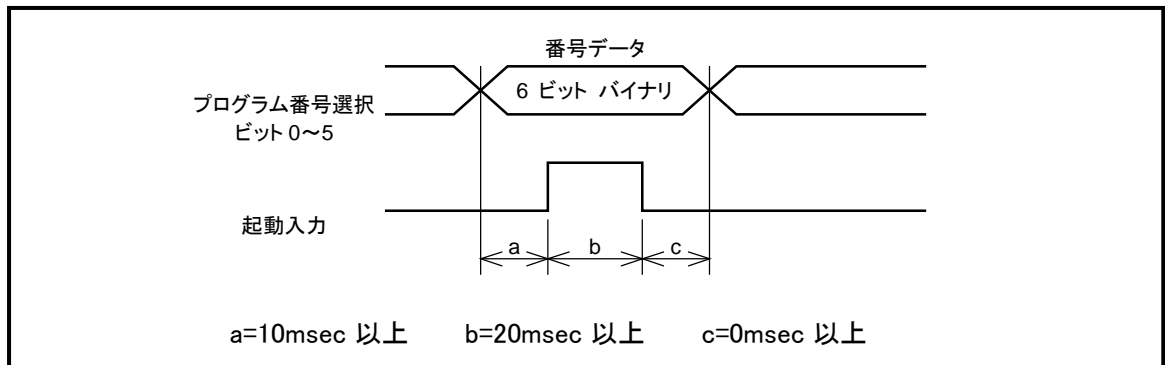 番号データ
6 ビット バイナリ
プログラム番号選択
ビット 0～5
起動入力
a
b
c
a=10msec 以上 b=20msec 以上 c=0msec 以上